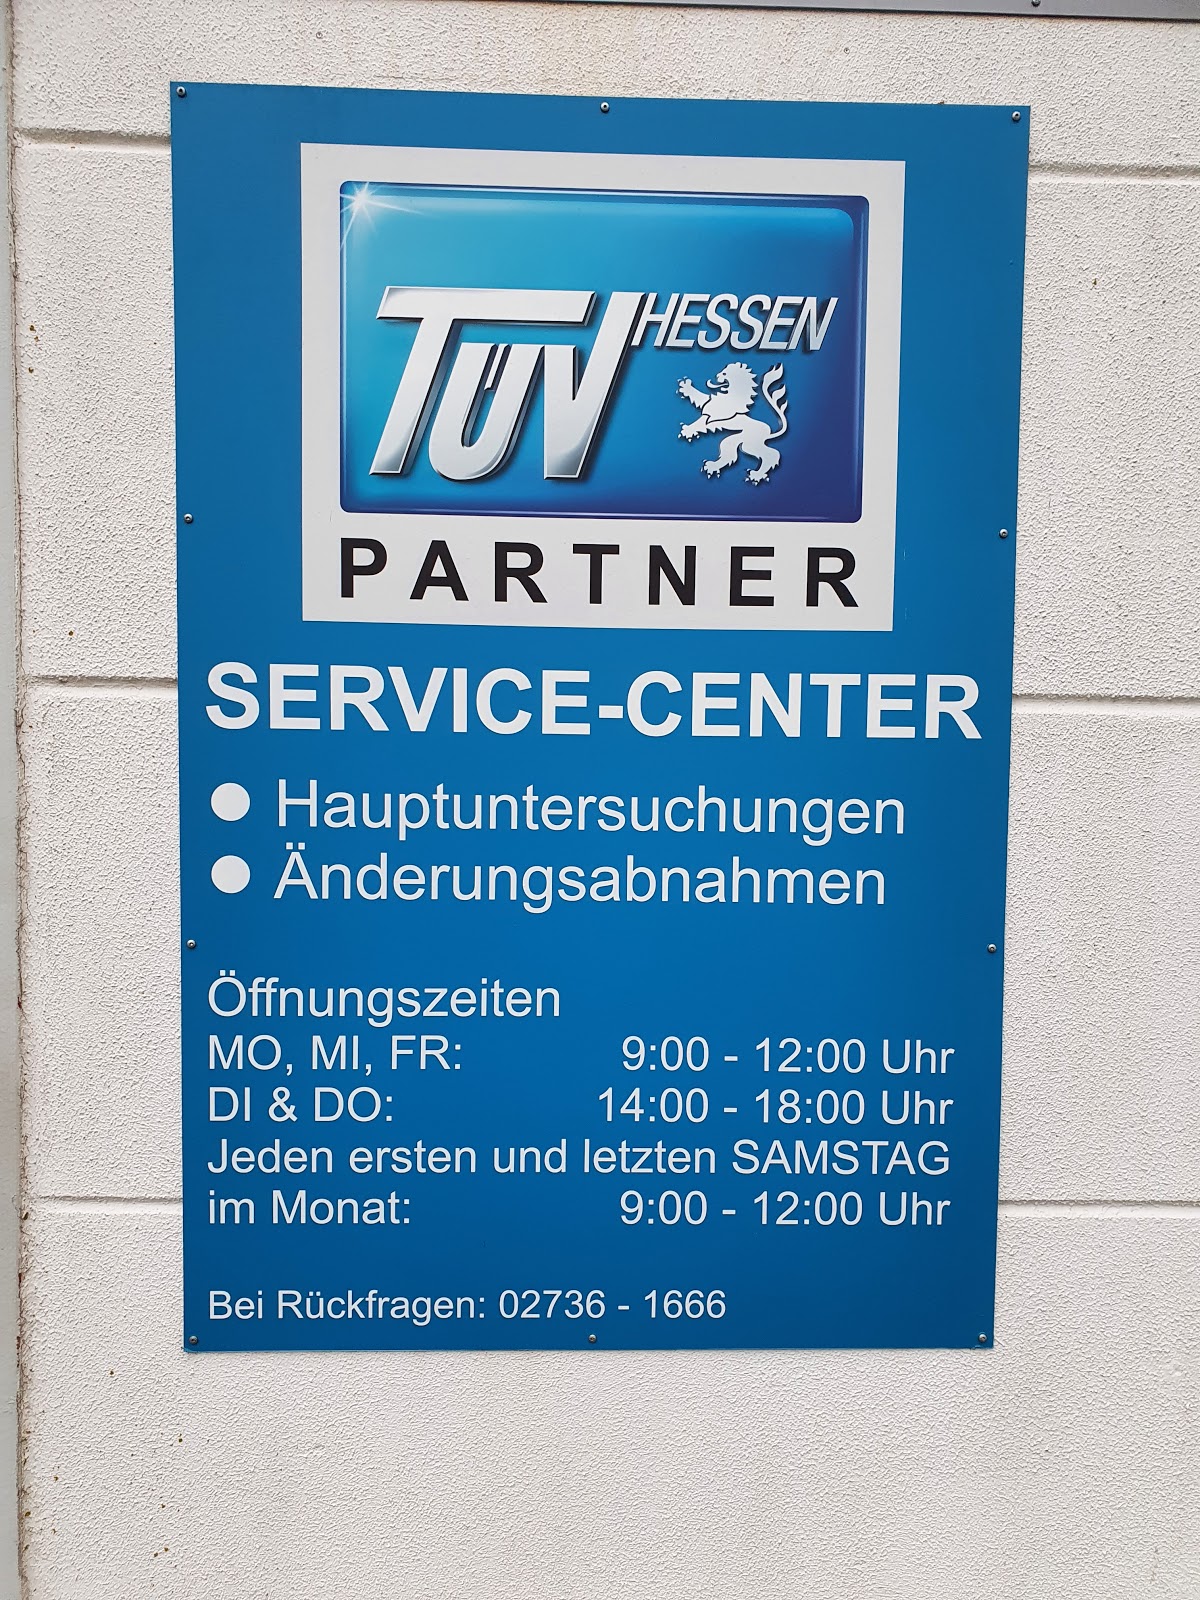 TÜV HESSEN
PARTNER
SERVICE-CENTER
● Hauptuntersuchungen
● Änderungsabnahmen
Öffnungszeiten
MO, MI, FR: 9:00 - 12:00 Uhr
DI & DO: 14:00 - 18:00 Uhr
Jeden ersten und letzten SAMSTAG
im Monat: 9:00 - 12:00 Uhr
Bei Rückfragen: 02736 - 1666